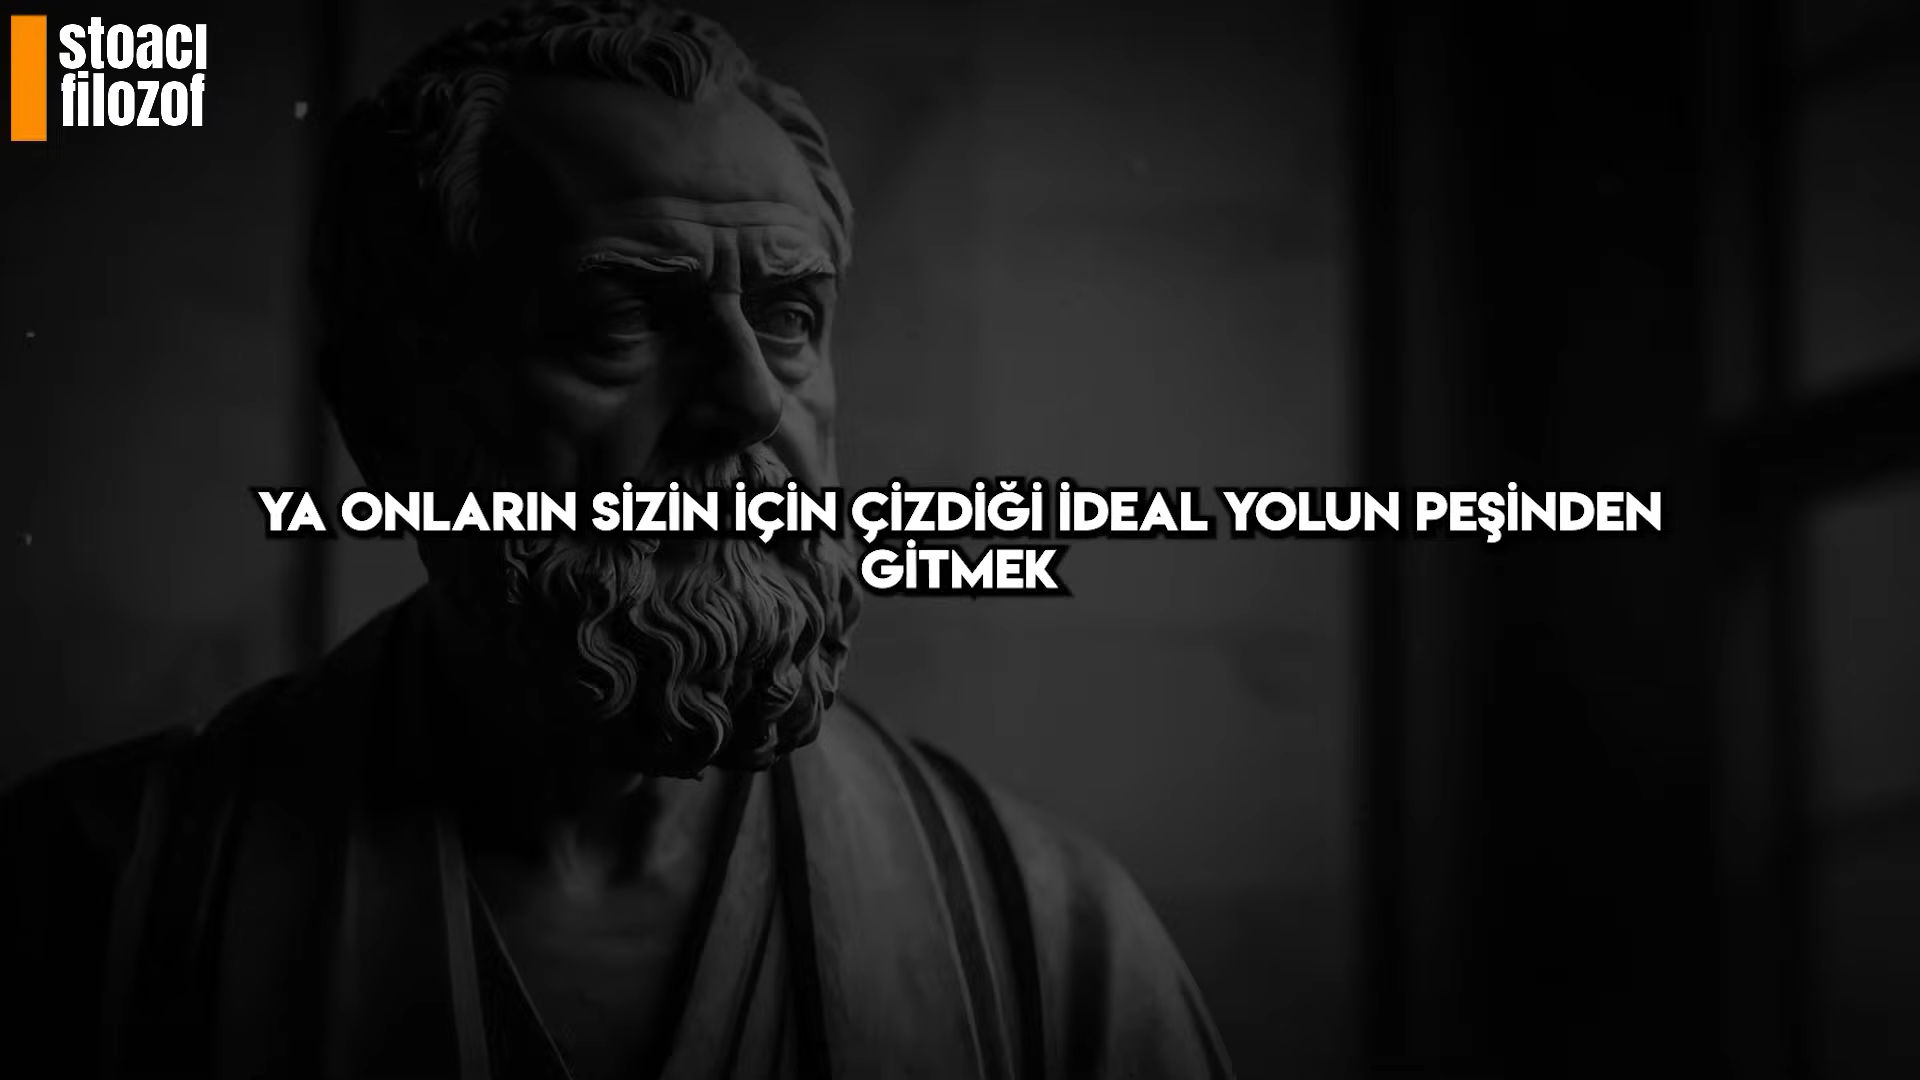 stoacı
filozof
YA ONLARIN SİZİN İÇİN ÇİZDİĞİ İDEAL YOLUN PEŞİNDEN
GİTMEK